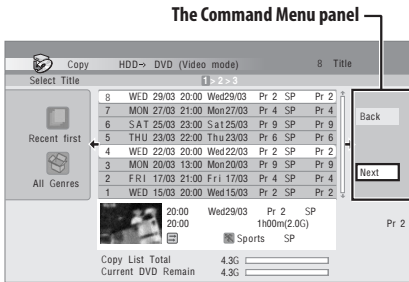 The Command Menu panel
Copy HDD→ DVD (Video mode) 8 Title
Select Title 1 > 2 > 3
8 WED 29/03 20:00 Wed29/03 Pr 2 SP Pr 2
7 MON 27/03 21:00 Mon27/03 Pr 4 SP Pr 4
6 SAT 25/03 23:00 Sat25/03 Pr 9 SP Pr 9
5 THU 23/03 22:00 Thu23/03 Pr 6 SP Pr 6
4 WED 22/03 20:00 Wed22/03 Pr 2 SP Pr 2
3 MON 20/03 13:00 Mon20/03 Pr 9 SP Pr 9
2 FRI 17/03 21:00 Fri 17/03 Pr 4 SP Pr 4
1 WED 15/03 20:00 Wed15/03 Pr 2 SP Pr 2
Recent first
All Genres
Back
Next
20:00 Wed29/03 Pr 2 SP
20:00 1h00m(2.0G)
Pr 2
Sports SP
Copy List Total 4.3G
Current DVD Remain 4.3G